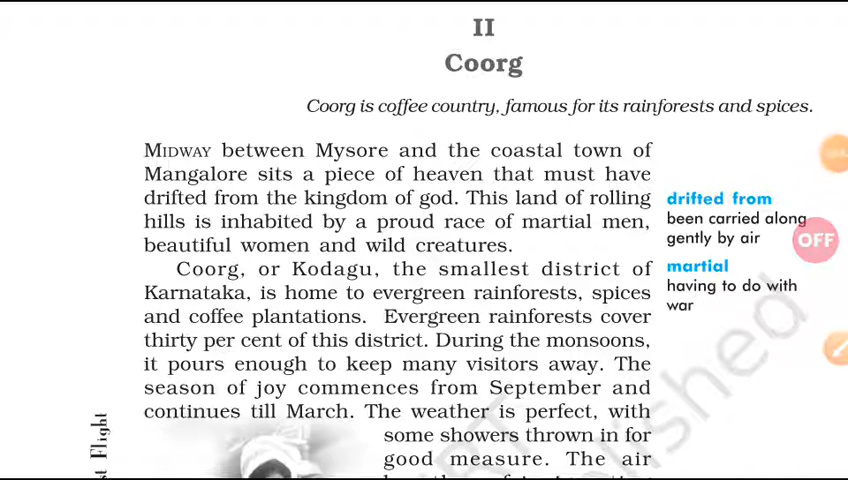 II
Coorg
Coorg is coffee country, famous for its rainforests and spices.
MIDWAY between Mysore and the coastal town of
Mangalore sits a piece of heaven that must have
drifted from the kingdom of god. This land of rolling
hills is inhabited by a proud race of martial men,
beautiful women and wild creatures.
Coorg, or Kodagu, the smallest district of
Karnataka, is home to evergreen rainforests, spices
and coffee plantations. Evergreen rainforests cover
thirty per cent of this district. During the monsoons,
it pours enough to keep many visitors away. The
season of joy commences from September and
continues till March. The weather is perfect, with
some showers thrown in for
good measure. The air
drifted from
been carried along
gently by air
martial
having to do with
war
OFF
Flight